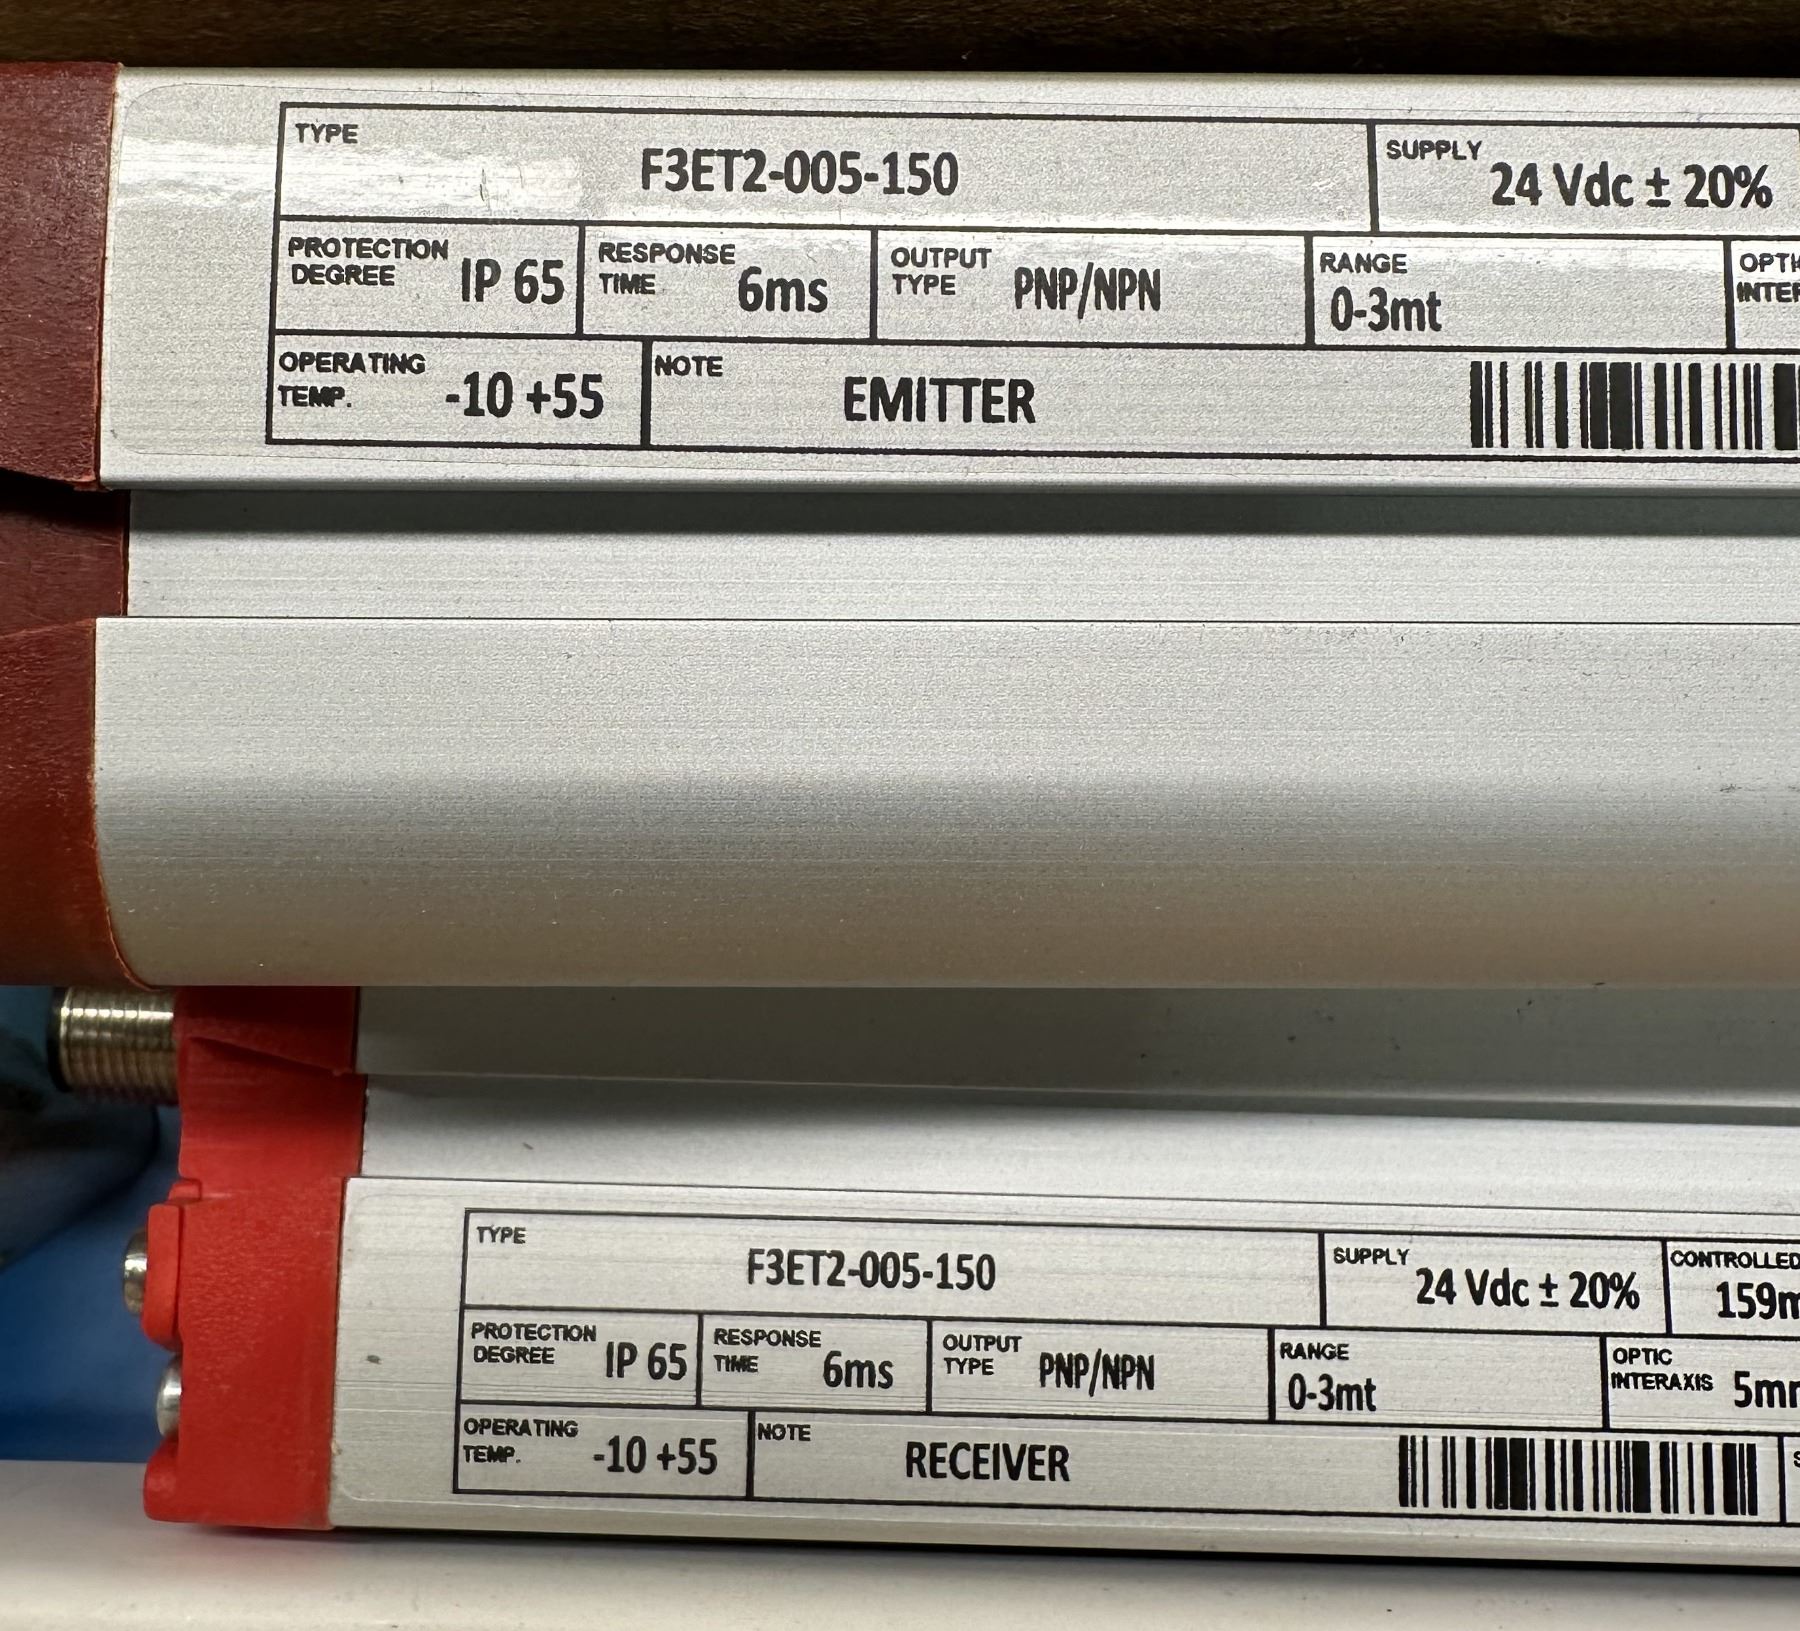 TYPE
F3ET2-005-150
SUPPLY
24 Vdc ± 20%
PROTECTION
DEGREE
IP 65
RESPONSE
TIME
6ms
OUTPUT
TYPE
PNP/NPN
RANGE
0-3mt
OPERATING
TEMP.
-10 +55
NOTE
EMITTER
TYPE
F3ET2-005-150
SUPPLY
24 Vdc ± 20%
CONTROLLED
PROTECTION
DEGREE
IP 65
RESPONSE
TIME
6ms
OUTPUT
TYPE
PNP/NPN
RANGE
0-3mt
OPTIC
INTERAXIS
OPERATING
TEMP.
-10 +55
NOTE
RECEIVER